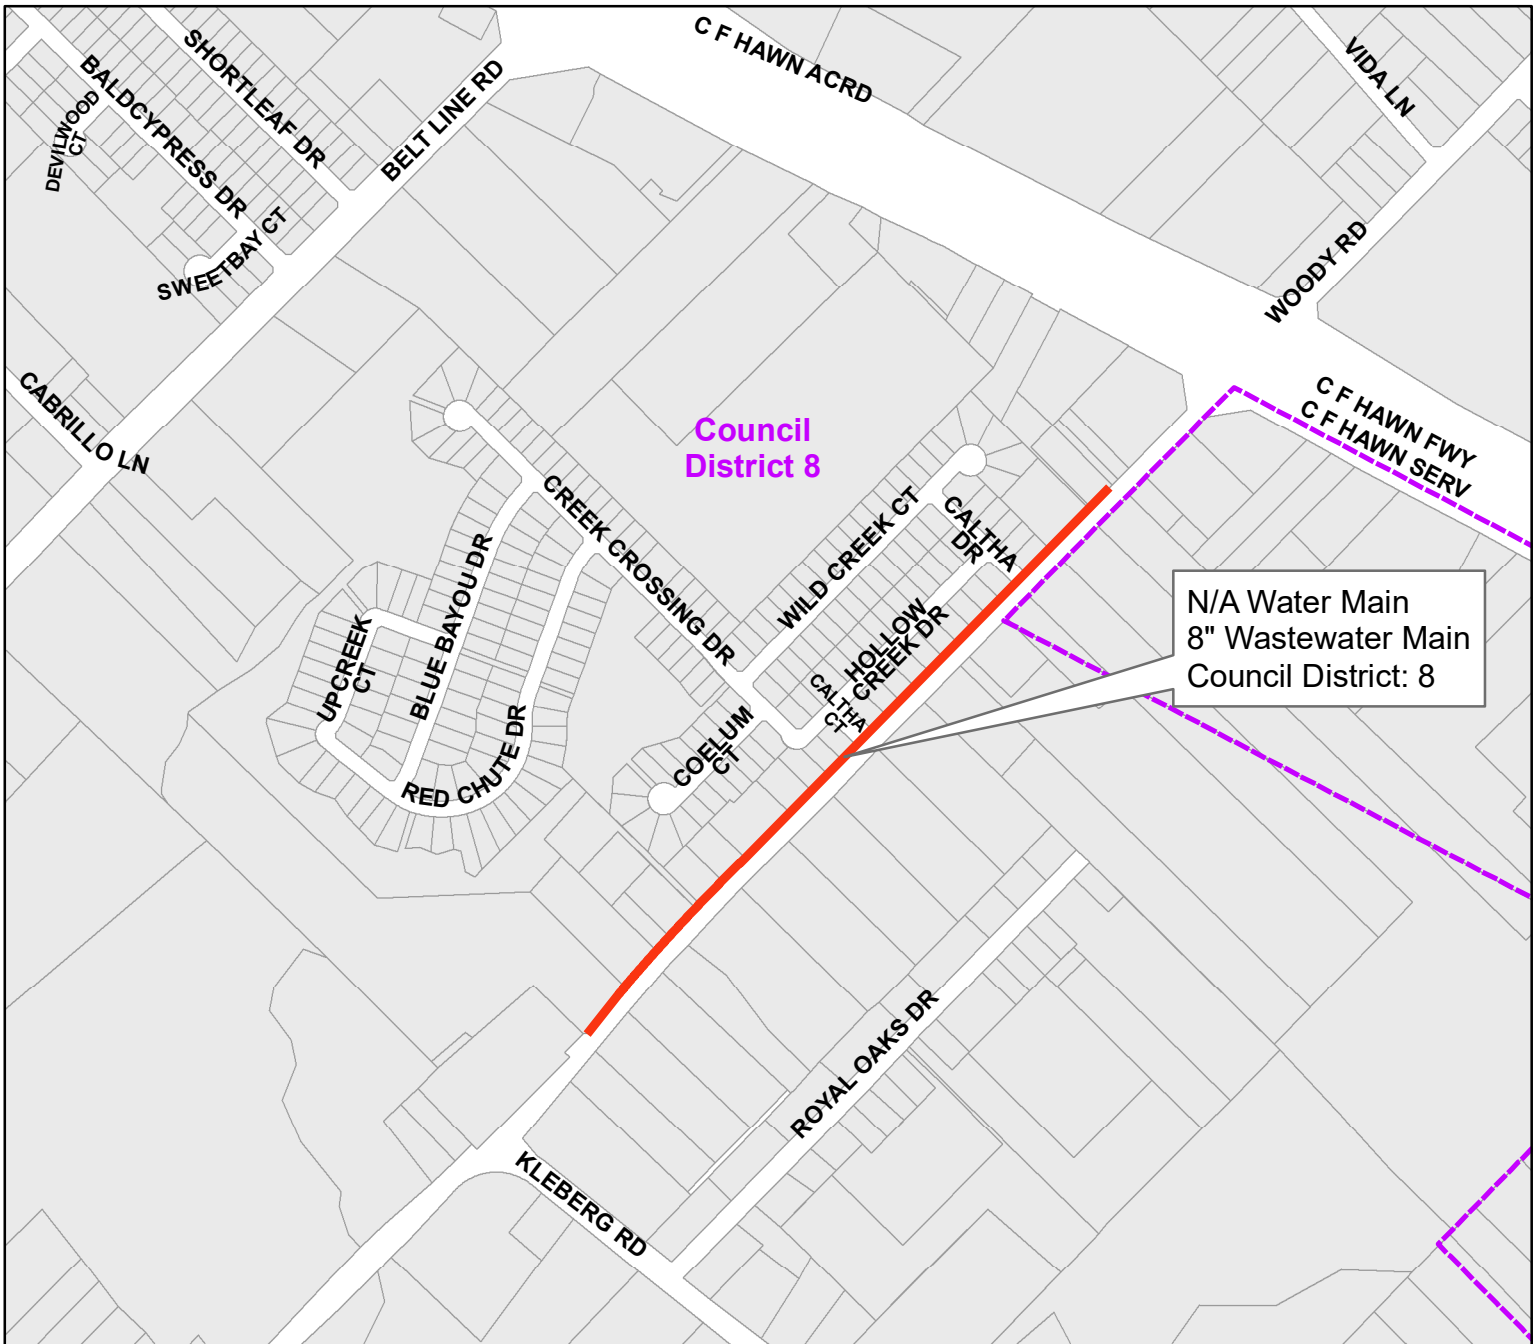 C F HAWN ACRD
SHORTLEAF DR
VIDA LN
BALDCYPRESS DR
BELT LINE RD
DEVILWOOD
CT
SWEETBAY CT
WOODY RD
CABRILLO LN
C F HAWN FWY
C F HAWN SERV
Council
District 8
CREEK CROSSING DR
WILD CREEK CT
CALTHA
DR
BLUE BAYOU DR
HOLLOW
CREEK DR
N/A Water Main
8" Wastewater Main
Council District: 8
UPCREEK
CT
CALTHA
CT
COELUM
CT
RED CHUTE DR
ROYAL OAKS DR
KLEBERG RD